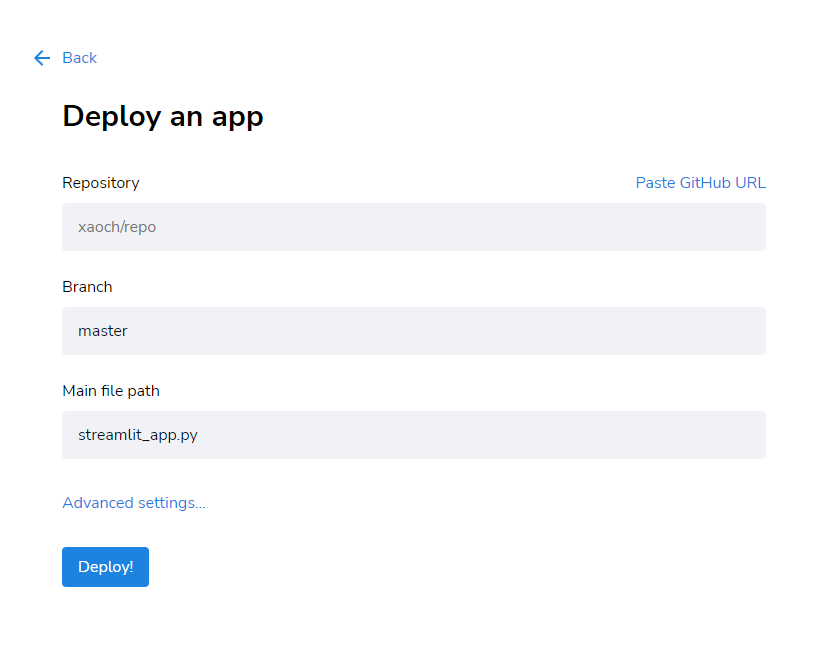 Back
Deploy an app
Repository Paste GitHub URL
xaoch/repo
Branch
master
Main file path
streamlit_app.py
Advanced settings...
Deploy!